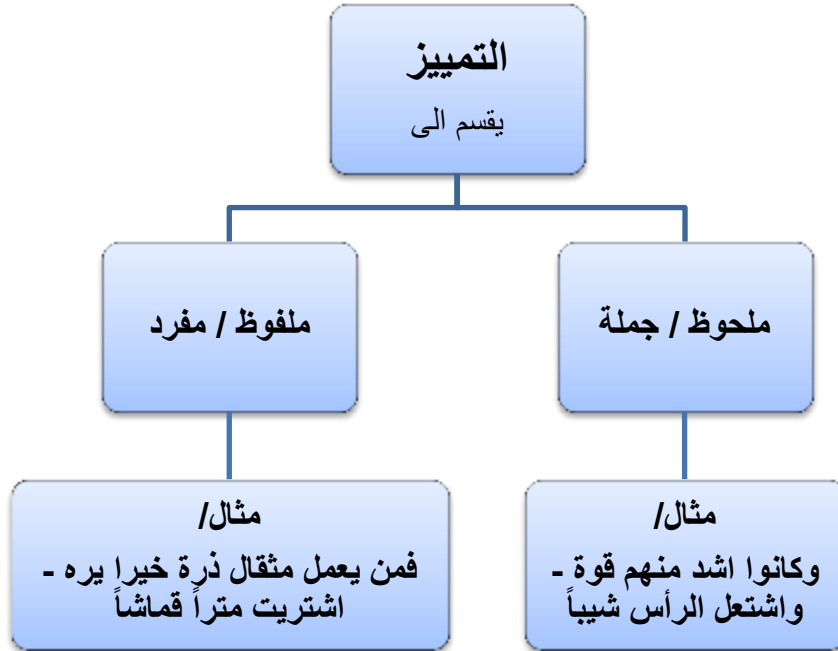 التمييز
يقسم الى
ملحوظ / جملة
ملفوظ / مفرد
مثال/
وكانوا اشد منهم قوة -
واشتعل الرأس شيباً
مثال/
فمن يعمل مثقال ذرة خيرا يره -
اشتريت متراً قماشاً